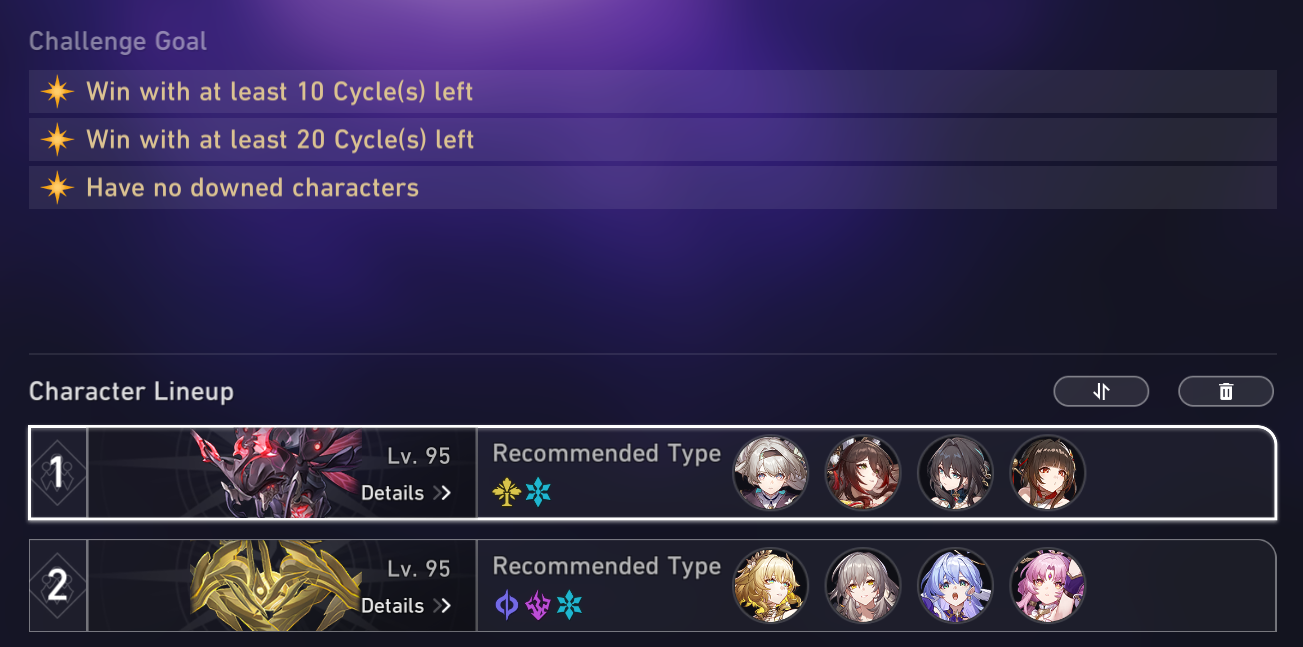 Challenge Goal
Win with at least 10 Cycle(s) left
Win with at least 20 Cycle(s) left
Have no downed characters
Character Lineup
1
Lv. 95
Details >>
Recommended Type
2
Lv. 95
Details >>
Recommended Type